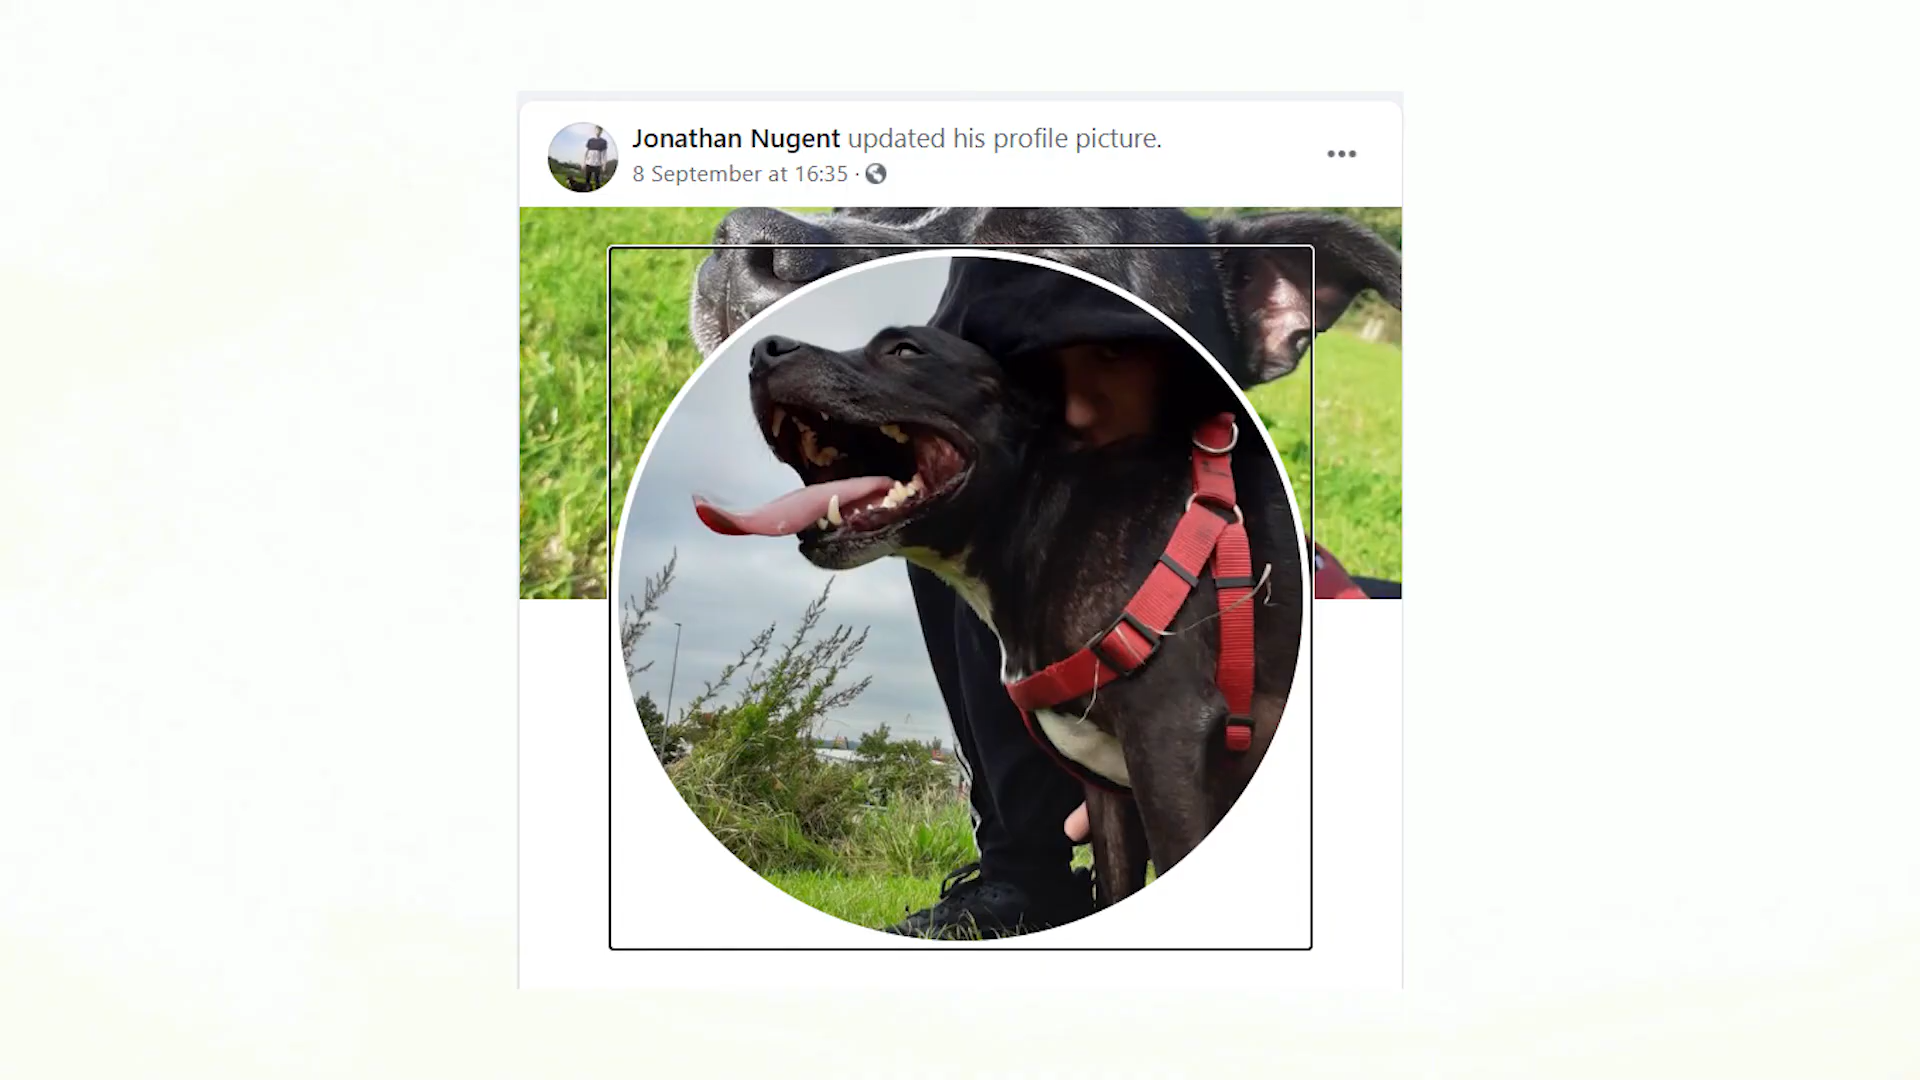 Jonathan Nugent updated his profile picture.
8 September at 16:35 ·